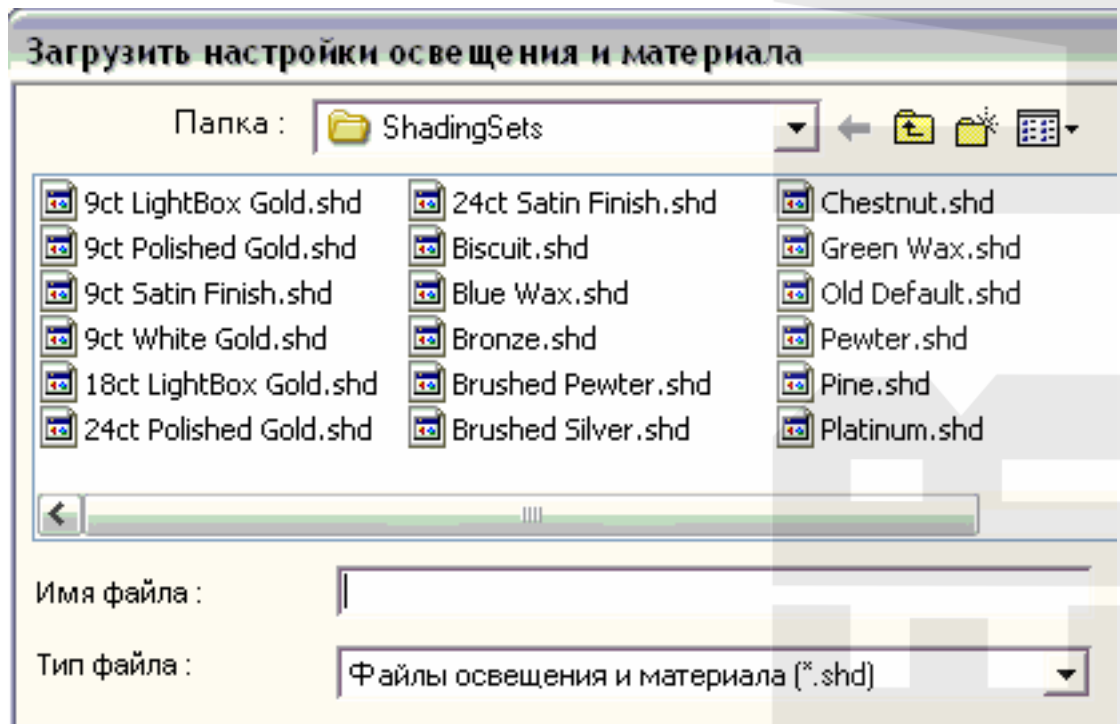 Загрузить настройки освещения и материала
Папка : ShadingSets
9ct LightBox Gold.shd 24ct Satin Finish.shd Chestnut.shd
9ct Polished Gold.shd Biscuit.shd Green Wax.shd
9ct Satin Finish.shd Blue Wax.shd Old Default.shd
9ct White Gold.shd Bronze.shd Pewter.shd
18ct LightBox Gold.shd Brushed Pewter.shd Pine.shd
24ct Polished Gold.shd Brushed Silver.shd Platinum.shd
Имя файла :
Тип файла : Файлы освещения и материала (*.shd)